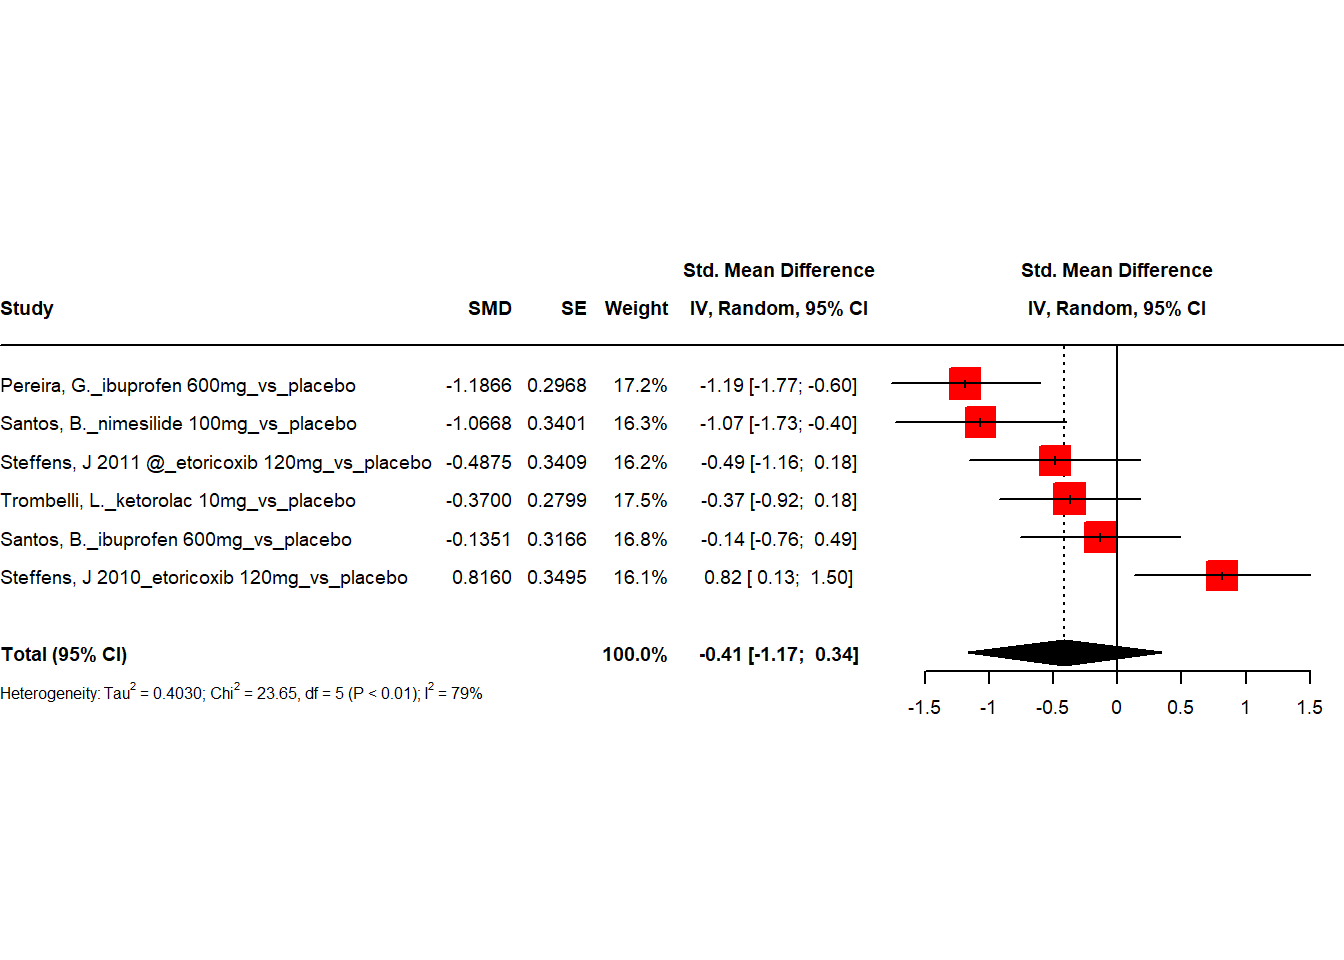 Std. Mean Difference Std. Mean Difference
Study SMD SE Weight IV, Random, 95% CI IV, Random, 95% CI
Pereira, G._ibuprofen 600mg_vs_placebo -1.1866 0.2968 17.2% -1.19 [-1.77; -0.60]
Santos, B._nimesilide 100mg_vs_placebo -1.0668 0.3401 16.3% -1.07 [-1.73; -0.40]
Steffens, J 2011 @_etoricoxib 120mg_vs_placebo -0.4875 0.3409 16.2% -0.49 [-1.16; 0.18]
Trombelli, L._ketorolac 10mg_vs_placebo -0.3700 0.2799 17.5% -0.37 [-0.92; 0.18]
Santos, B._ibuprofen 600mg_vs_placebo -0.1351 0.3166 16.8% -0.14 [-0.76; 0.49]
Steffens, J 2010_etoricoxib 120mg_vs_placebo 0.8160 0.3495 16.1% 0.82 [ 0.13; 1.50]
Total (95% CI) 100.0% -0.41 [-1.17; 0.34]
Heterogeneity: Tau² = 0.4030; Chi² = 23.65, df = 5 (P < 0.01); I² = 79%
-1.5 -1 -0.5 0 0.5 1 1.5